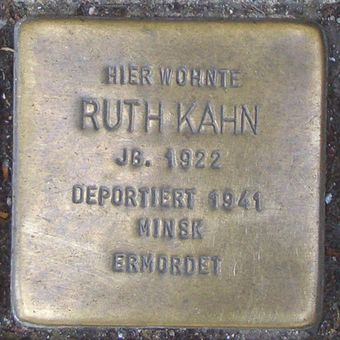 HIER WOHNTE
RUTH KAHN
JG. 1922
DEPORTIERT 1941
MINSK
ERMORDET